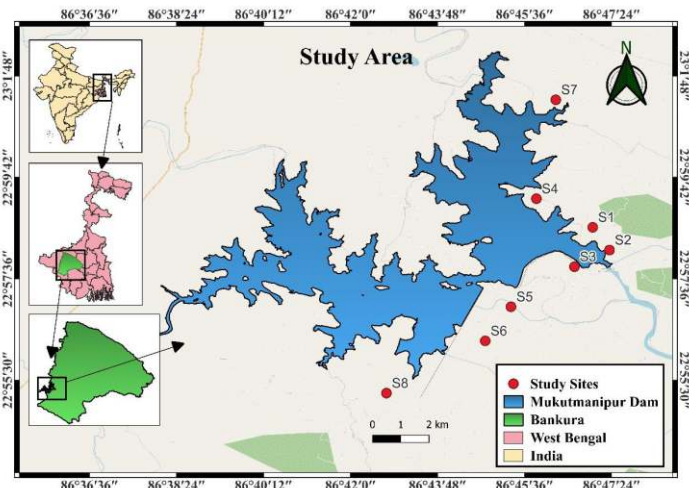 86°36'36" 86°38'24" 86°40'12" 86°42'0" 86°43'48" 86°45'36" 86°47'24"
Study Area
N
23°1'48" 23°1'48"
S7
22°59'42" 22°59'42"
S4
S1
S2
S3
22°57'36" 22°57'36"
S5
S6
22°55'30" 22°55'30"
S8
0 1 2 km
Study Sites
Mukutmanipur Dam
Bankura
West Bengal
India
86°36'36" 86°38'24" 86°40'12" 86°42'0" 86°43'48" 86°45'36" 86°47'24"